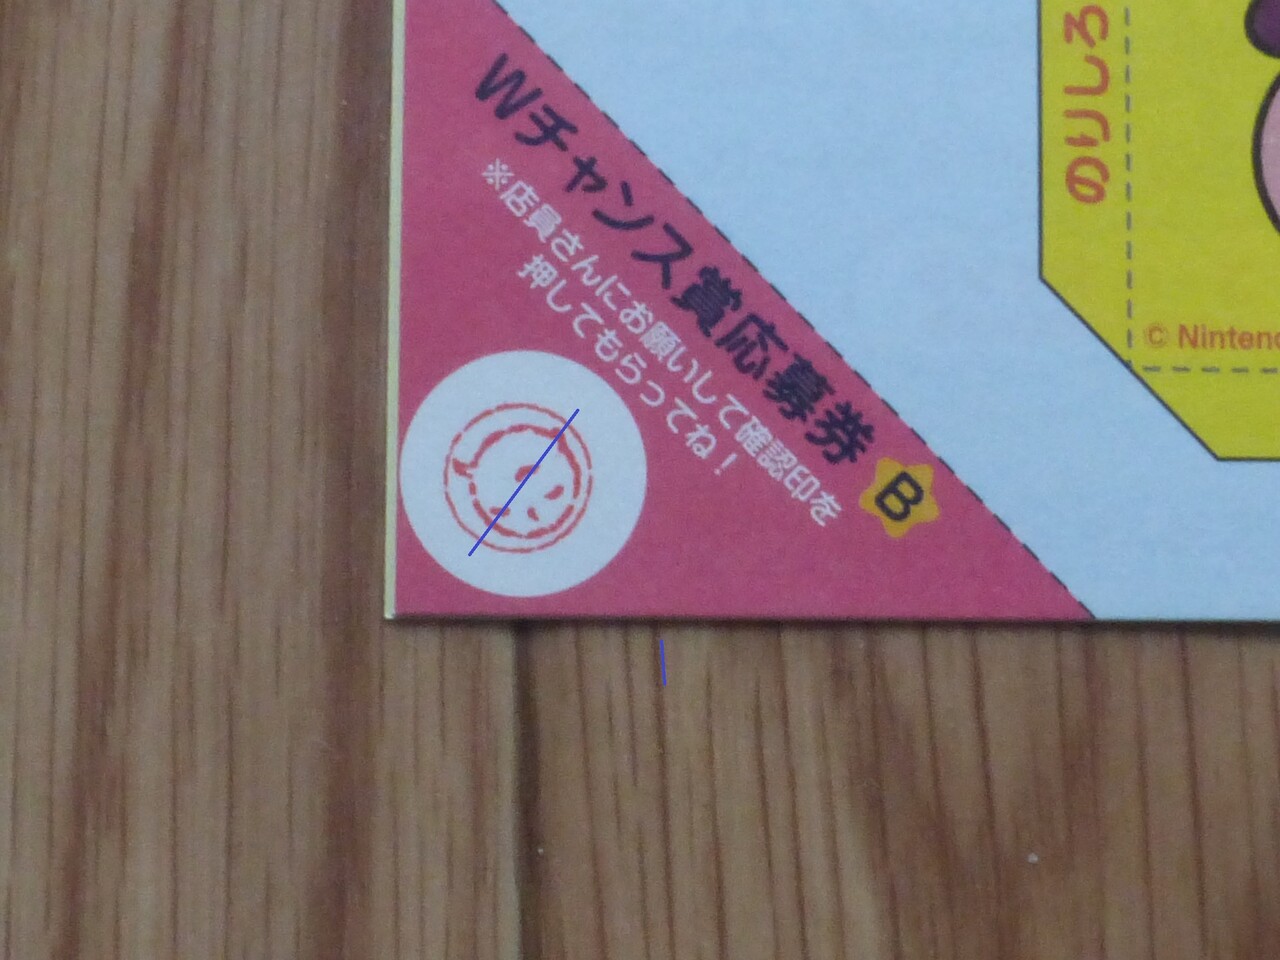 Wチャンス賞応募券 B
※店員さんにお願いして確認印を
押してもらってね!
のりしろ
© Ninten